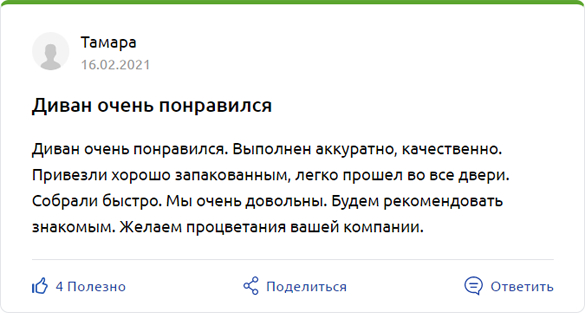 Тамара
16.02.2021
Диван очень понравился
Диван очень понравился. Выполнен аккуратно, качественно.
Привезли хорошо запакованным, легко прошел во все двери.
Собрали быстро. Мы очень довольны. Будем рекомендовать
знакомым. Желаем процветания вашей компании.
4 Полезно Поделиться Ответить